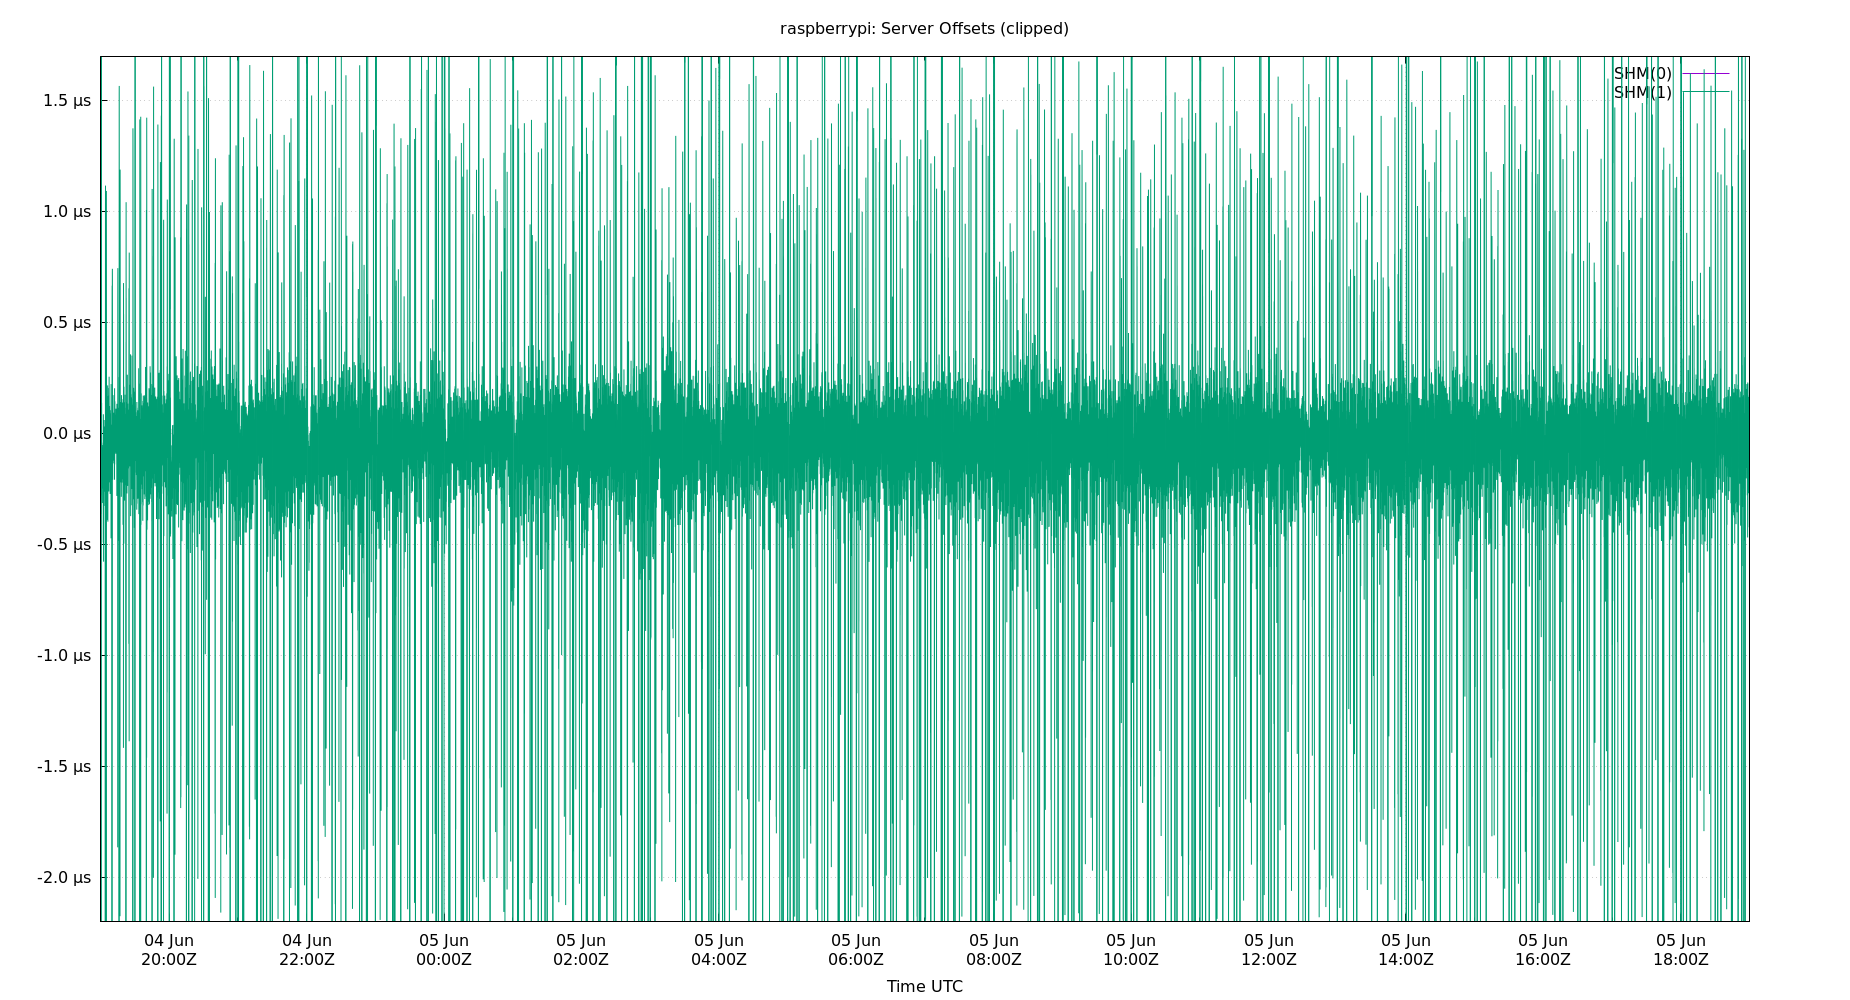 raspberrypi: Server Offsets (clipped)
SHM(0)
SHM(1)
1.5 µs
1.0 µs
0.5 µs
0.0 µs
-0.5 µs
-1.0 µs
-1.5 µs
-2.0 µs
04 Jun 04 Jun 05 Jun 05 Jun 05 Jun 05 Jun 05 Jun 05 Jun 05 Jun 05 Jun 05 Jun 05 Jun
20:00Z 22:00Z 00:00Z 02:00Z 04:00Z 06:00Z 08:00Z 10:00Z 12:00Z 14:00Z 16:00Z 18:00Z
Time UTC